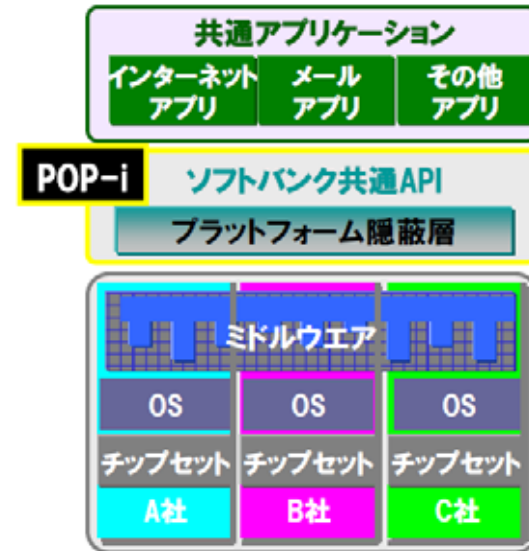 共通アプリケーション
インターネット
アプリ
メール
アプリ
その他
アプリ
POP-i
ソフトバンク共通API
プラットフォーム隠蔽層
ミドルウエア
OS
OS
OS
チップセット
チップセット
チップセット
A社
B社
C社